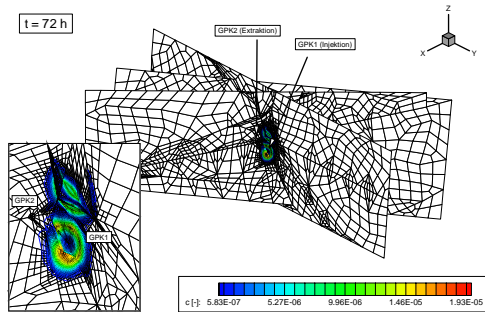 t = 72 h
GPK2 (Extraktion)
GPK1 (Injektion)
Z
X
Y
GPK2
GPK1
c [-]:
5.83E-07 5.27E-06 9.96E-06 1.46E-05 1.93E-05